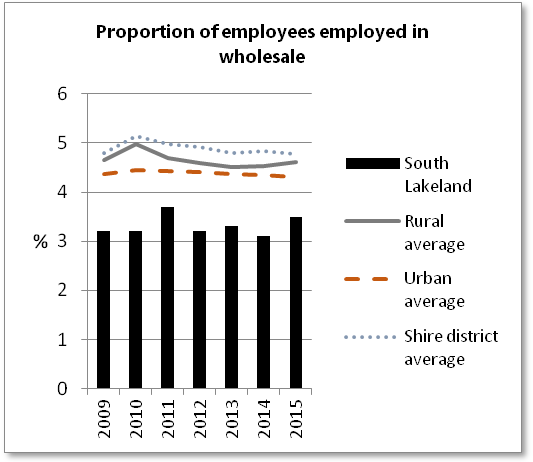 Proportion of employees employed in
wholesale
6
5
4
3
2
1
0
%
2009
2010
2011
2012
2013
2014
2015
South
Lakeland
Rural
average
Urban
average
Shire district
average